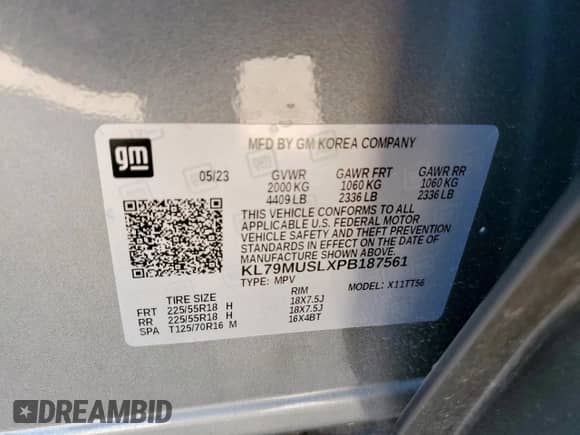 gm
MFD BY GM KOREA COMPANY
05/23 GVWR GAWR FRT GAWR RR
2000 KG 1060 KG 1060 KG
4409 LB 2336 LB 2336 LB
THIS VEHICLE CONFORMS TO ALL
APPLICABLE U.S. FEDERAL MOTOR
VEHICLE SAFETY AND THEFT PREVENTION
STANDARDS IN EFFECT ON THE DATE OF
MANUFACTURE SHOWN ABOVE.
KL79MUSLXPB187561
TYPE: MPV MODEL: X11TT56
TIRE SIZE RIM
FRT 225/55R18 H 18X7.5J
RR 225/55R18 H 18X7.5J
SPA T125/70R16 M 16X4BT
DREAMBID